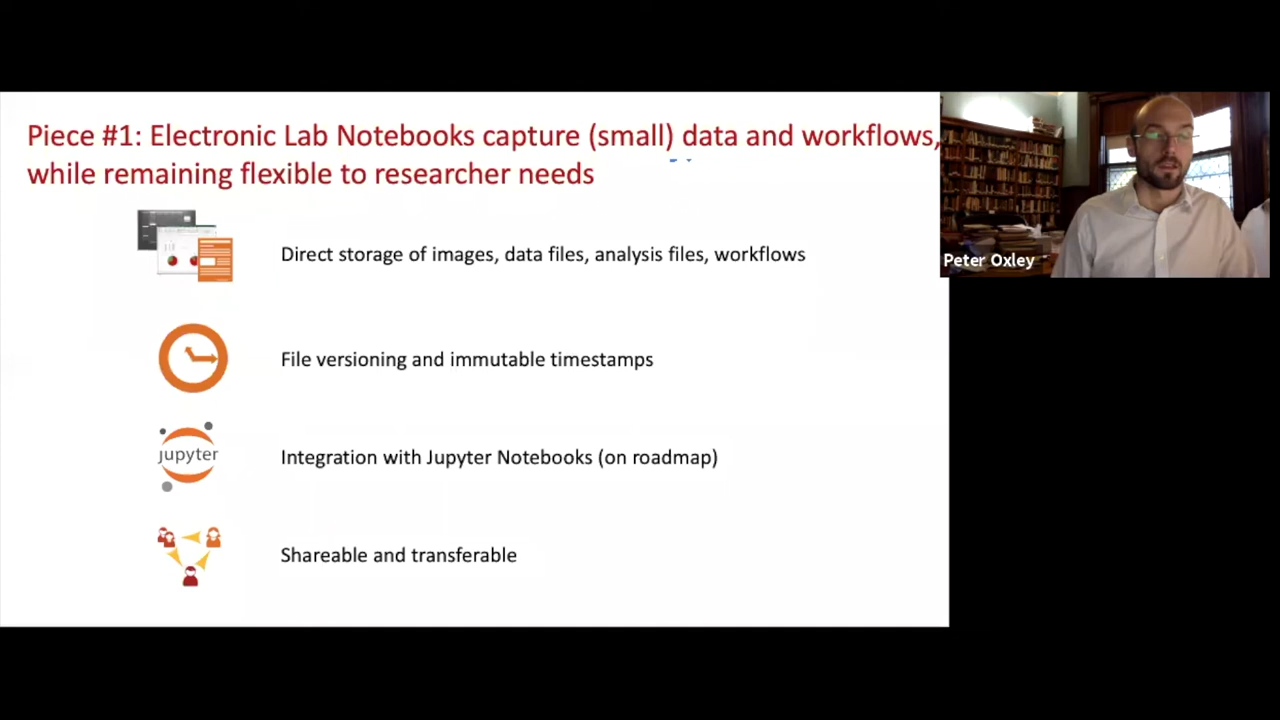 Piece #1: Electronic Lab Notebooks capture (small) data and workflows,
while remaining flexible to researcher needs
Direct storage of images, data files, analysis files, workflows
File versioning and immutable timestamps
jupyter
Integration with Jupyter Notebooks (on roadmap)
Shareable and transferable
Peter Oxley